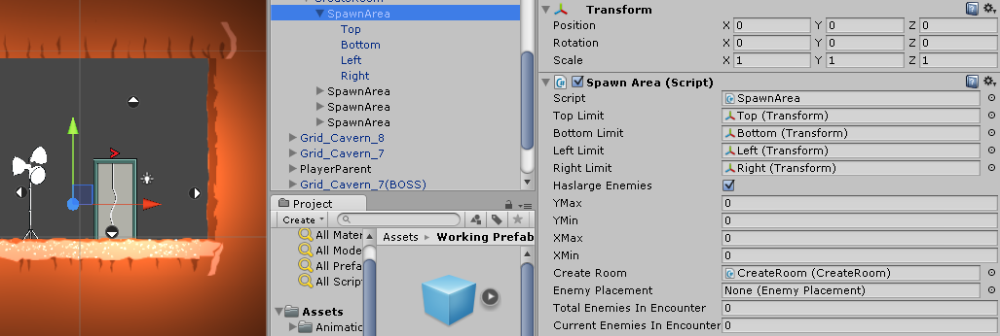 CreateRoom
SpawnArea
Top
Bottom
Left
Right
SpawnArea
SpawnArea
SpawnArea
Grid_Cavern_8
Grid_Cavern_7
PlayerParent
Grid_Cavern_7(BOSS)
Project
Create
All Mater
All Mode
All Prefa
All Script
Assets
Animatic
Assets Working Prefab
Transform
Position X 0 Y 0 Z 0
Rotation X 0 Y 0 Z 0
Scale X 1 Y 1 Z 1
Spawn Area (Script)
Script SpawnArea
Top Limit Top (Transform)
Bottom Limit Bottom (Transform)
Left Limit Left (Transform)
Right Limit Right (Transform)
Haslarge Enemies
YMax 0
YMin 0
XMax 0
XMin 0
Create Room CreateRoom (CreateRoom)
Enemy Placement None (Enemy Placement)
Total Enemies In Encounter 0
Current Enemies In Encounter 0